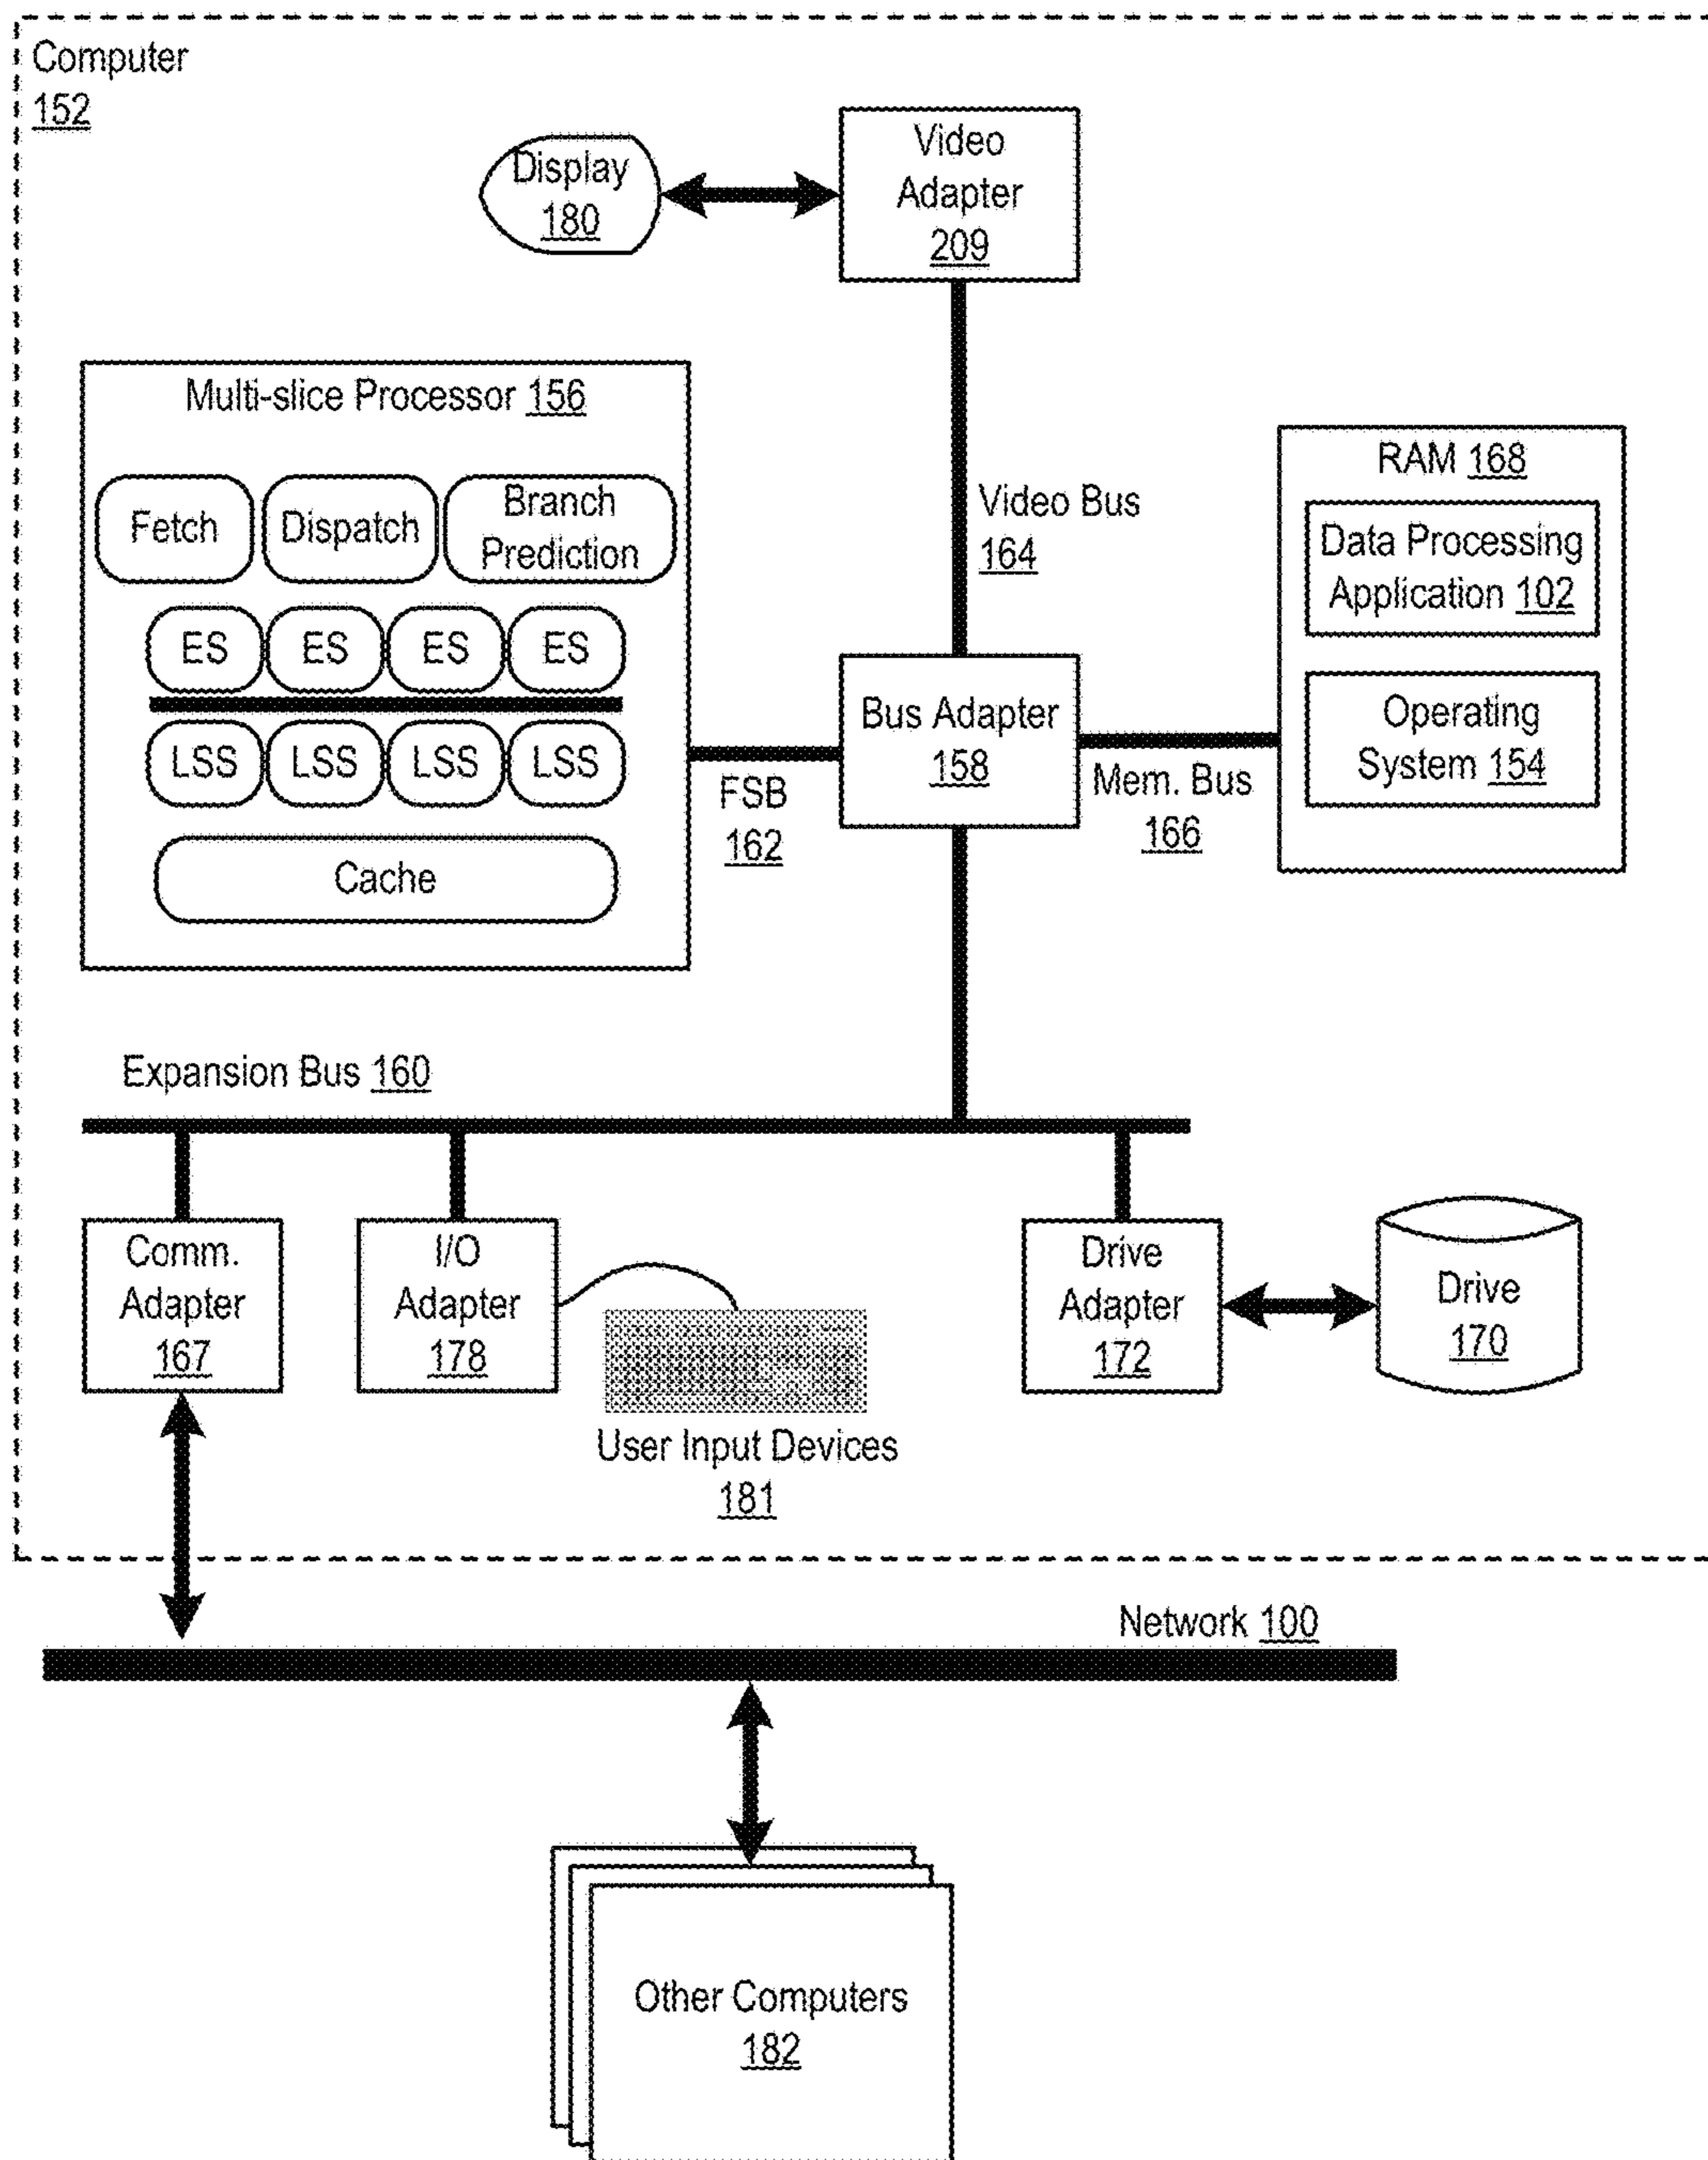 Computer
152
Display
180
Video
Adapter
209
Multi-slice Processor 156
Fetch
Dispatch
Branch
Prediction
ES
ES
ES
ES
LSS
LSS
LSS
LSS
Cache
Video Bus
164
RAM 168
Data Processing
Application 102
Operating
System 154
Bus Adapter
158
FSB
162
Mem. Bus
166
Expansion Bus 160
Comm.
Adapter
167
I/O
Adapter
178
User Input Devices
181
Drive
Adapter
172
Drive
170
Network 100
Other Computers
182